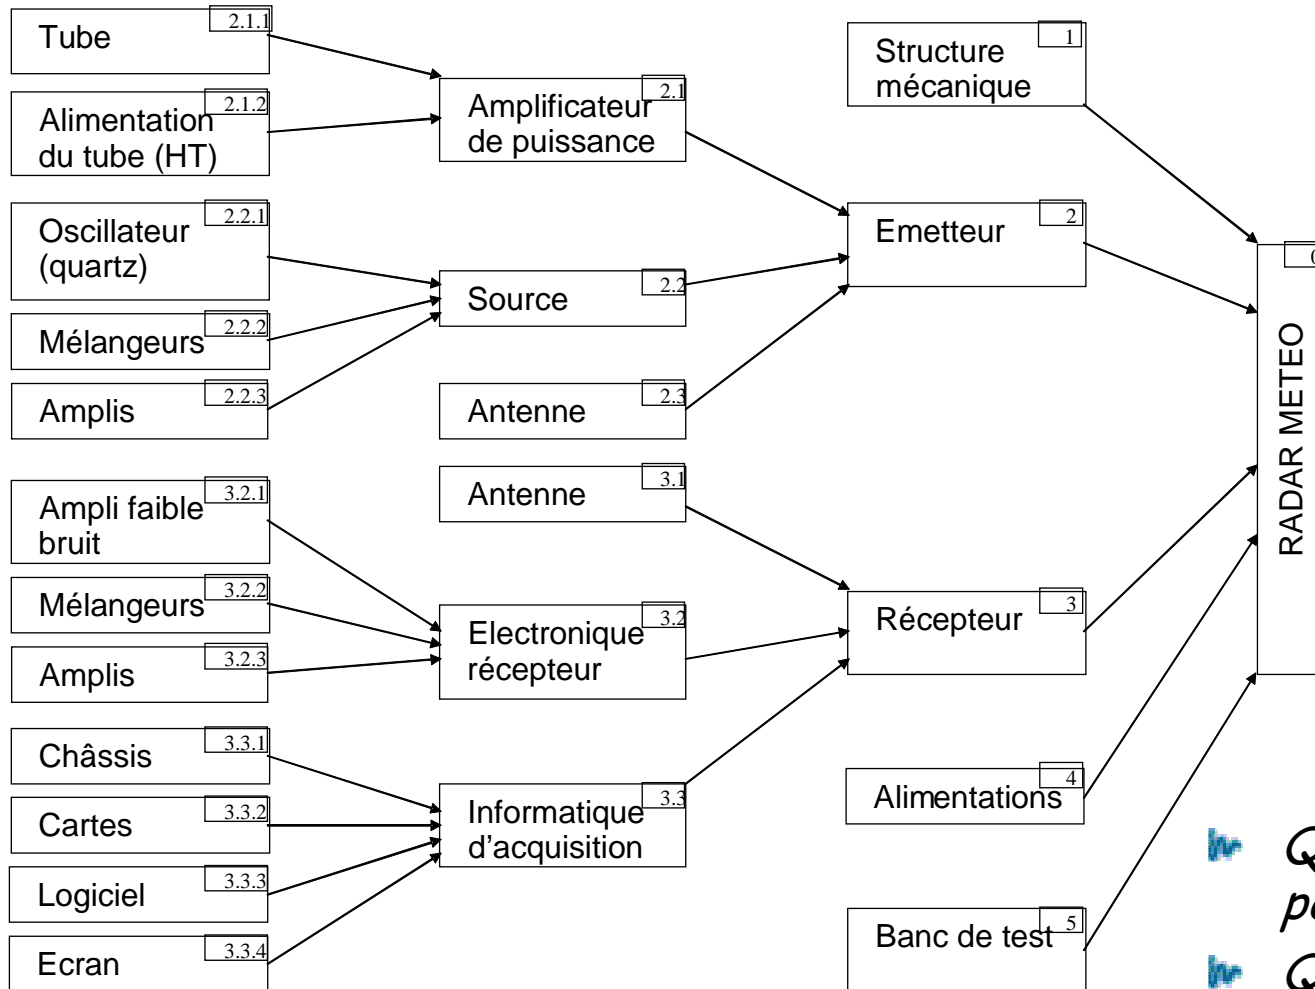 Tube
2.1.1
Alimentation
du tube (HT)
2.1.2
Oscillateur
(quartz)
2.2.1
Mélangeurs
2.2.2
Amplis
2.2.3
Ampli faible
bruit
3.2.1
Mélangeurs
3.2.2
Amplis
3.2.3
Châssis
3.3.1
Cartes
3.3.2
Logiciel
3.3.3
Ecran
3.3.4
Amplificateur
de puissance
2.1
Source
2.2
Antenne
2.3
Antenne
3.1
Electronique
récepteur
3.2
Informatique
d'acquisition
3.3
Structure
mécanique
1
Emetteur
2
Récepteur
3
Alimentations
4
Banc de test
5
RADAR METEO